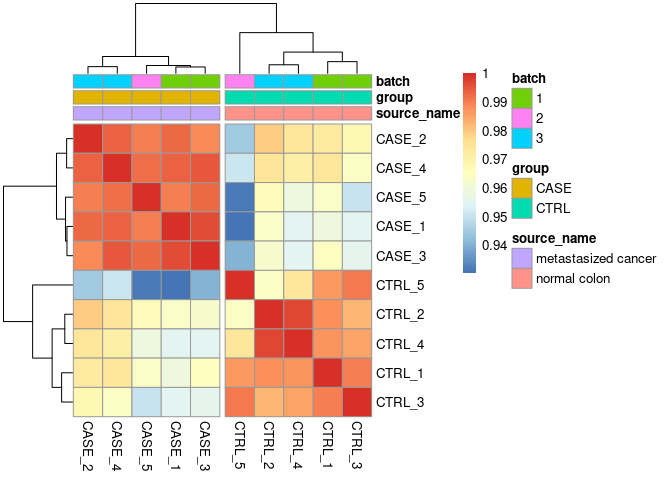 batch
group
source_name
CASE_2
CASE_4
CASE_5
CASE_1
CASE_3
CTRL_5
CTRL_2
CTRL_4
CTRL_1
CTRL_3
CASE_2
CASE_4
CASE_5
CASE_1
CASE_3
CTRL_5
CTRL_2
CTRL_4
CTRL_1
CTRL_3
1
0.99
0.98
0.97
0.96
0.95
0.94
batch
1
2
3
group
CASE
CTRL
source_name
metastasized cancer
normal colon